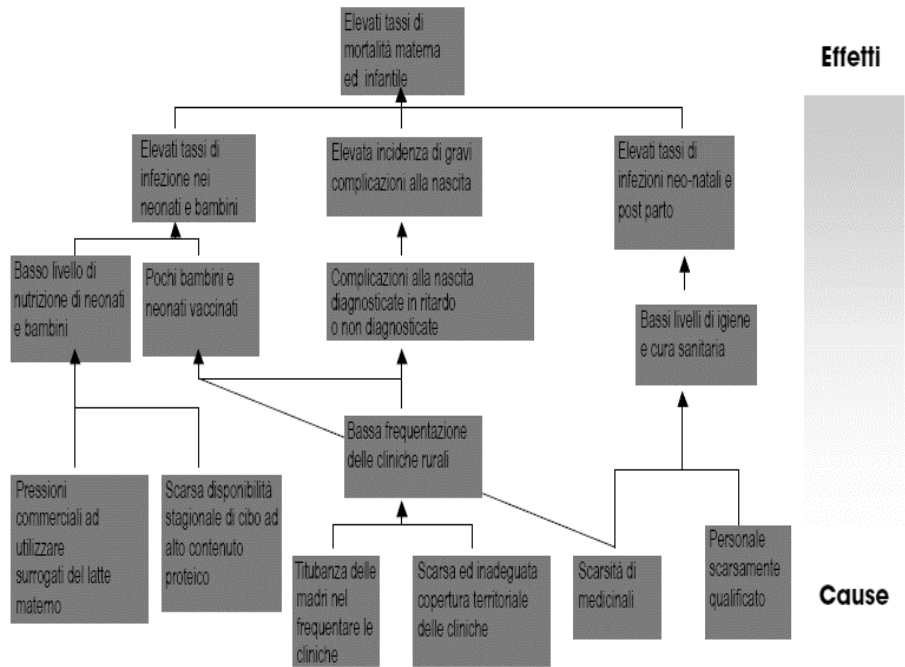 Elevati tassi di
mortalità materna
ed infantile
Effetti
Elevati tassi di
infezione nei
neonati e bambini
Elevata incidenza di gravi
complicazioni alla nascita
Elevati tassi di
infezioni neo-natali e
post parto
Basso livello di
nutrizione di neonati
e bambini
Pochi bambini e
neonati vaccinati
Complicazioni alla nascita
diagnosticate in ritardo
o non diagnosticate
Bassi livelli di igiene
e cura sanitaria
Bassa frequentazione
delle cliniche rurali
Pressioni
commerciali ad
utilizzare
surrogati del latte
materno
Scarsa disponibilità
stagionale di cibo ad
alto contenuto
proteico
Titubanza delle
madri nel
frequentare le
cliniche
Scarsa ed inadeguata
copertura territoriale
delle cliniche
Scarsità di
medicinali
Personale
scarsamente
qualificato
Cause